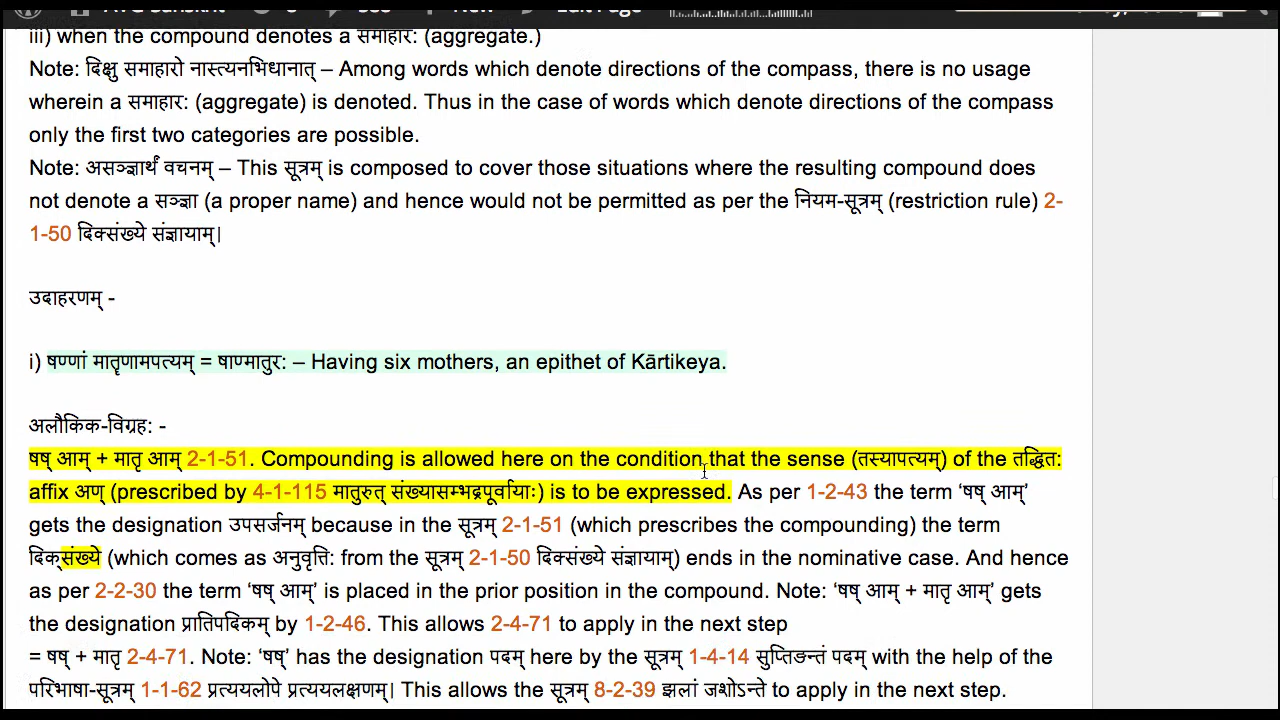 iii) when the compound denotes a समाहार: (aggregate.)
Note: दिक्षु समाहारो नास्त्यनभिधानात् – Among words which denote directions of the compass, there is no usage
wherein a समाहार: (aggregate) is denoted. Thus in the case of words which denote directions of the compass
only the first two categories are possible.
Note: असञ्ज्ञार्थं वचनम् – This सूत्रम् is composed to cover those situations where the resulting compound does
not denote a सञ्ज्ञा (a proper name) and hence would not be permitted as per the नियम-सूत्रम् (restriction rule) 2-
1-50 दिक्संख्ये संज्ञायाम्।
उदाहरणम् -
i) षण्णां मातॄणामपत्यम् = षाण्मातुर: – Having six mothers, an epithet of Kārtikeya.
अलौकिक-विग्रह: -
षष् आम् + मातृ आम् 2-1-51. Compounding is allowed here on the condition that the sense (तस्यापत्यम्) of the तद्धित:
affix अण् (prescribed by 4-1-115 मातुरुत् संख्यासम्भद्रपूर्वायाः) is to be expressed. As per 1-2-43 the term ‘षष् आम्’
gets the designation उपसर्जनम् because in the सूत्रम् 2-1-51 (which prescribes the compounding) the term
दिक्संख्ये (which comes as अनुवृत्ति: from the सूत्रम् 2-1-50 दिक्संख्ये संज्ञायाम्) ends in the nominative case. And hence
as per 2-2-30 the term ‘षष् आम्’ is placed in the prior position in the compound. Note: ‘षष् आम् + मातृ आम्’ gets
the designation प्रातिपदिकम् by 1-2-46. This allows 2-4-71 to apply in the next step
= षष् + मातृ 2-4-71. Note: ‘षष्’ has the designation पदम् here by the सूत्रम् 1-4-14 सुप्तिङन्तं पदम् with the help of the
परिभाषा-सूत्रम् 1-1-62 प्रत्ययलोपे प्रत्ययलक्षणम्। This allows the सूत्रम् 8-2-39 झलां जशोऽन्ते to apply in the next step.